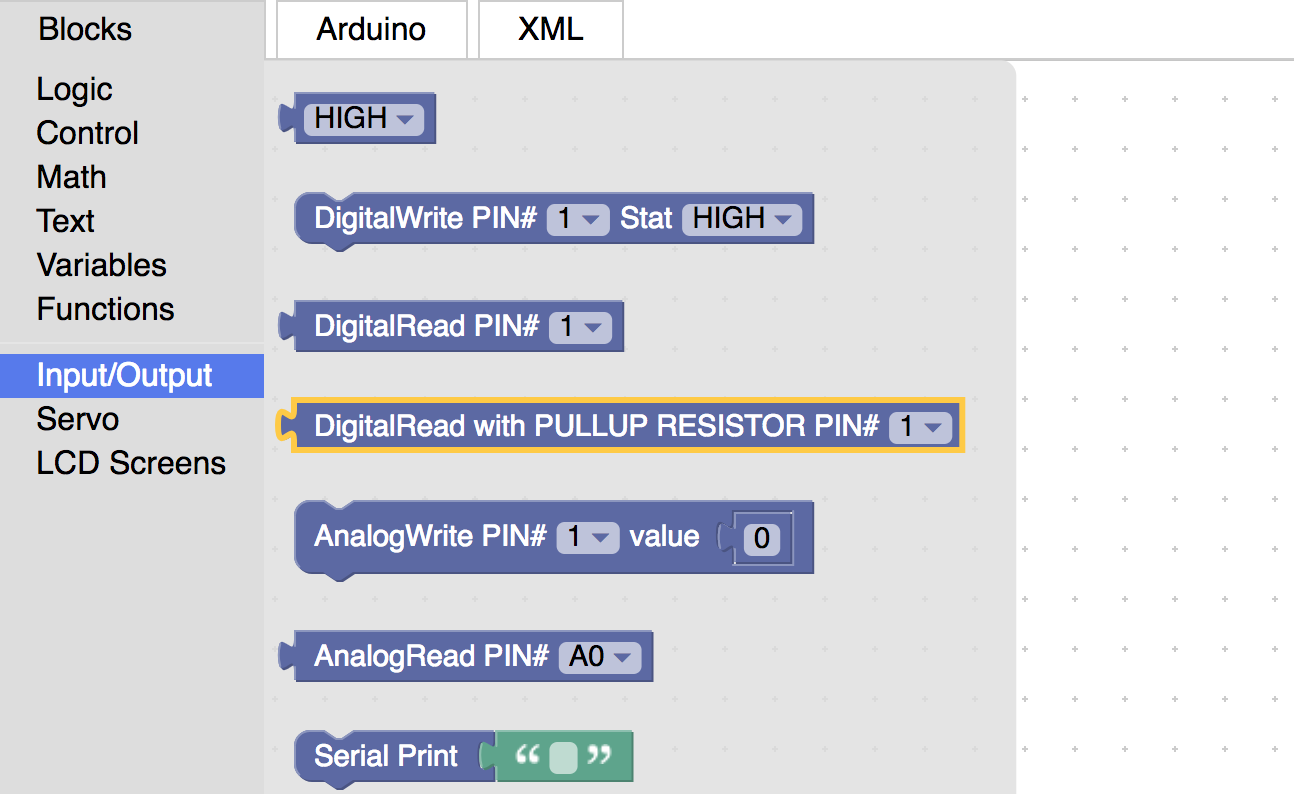 Blocks
Arduino
XML
Logic
Control
Math
Text
Variables
Functions
Input/Output
Servo
LCD Screens
HIGH
DigitalWrite PIN# 1 Stat HIGH
DigitalRead PIN# 1
DigitalRead with PULLUP RESISTOR PIN# 1
AnalogWrite PIN# 1 value 0
AnalogRead PIN# A0
Serial Print “ ”